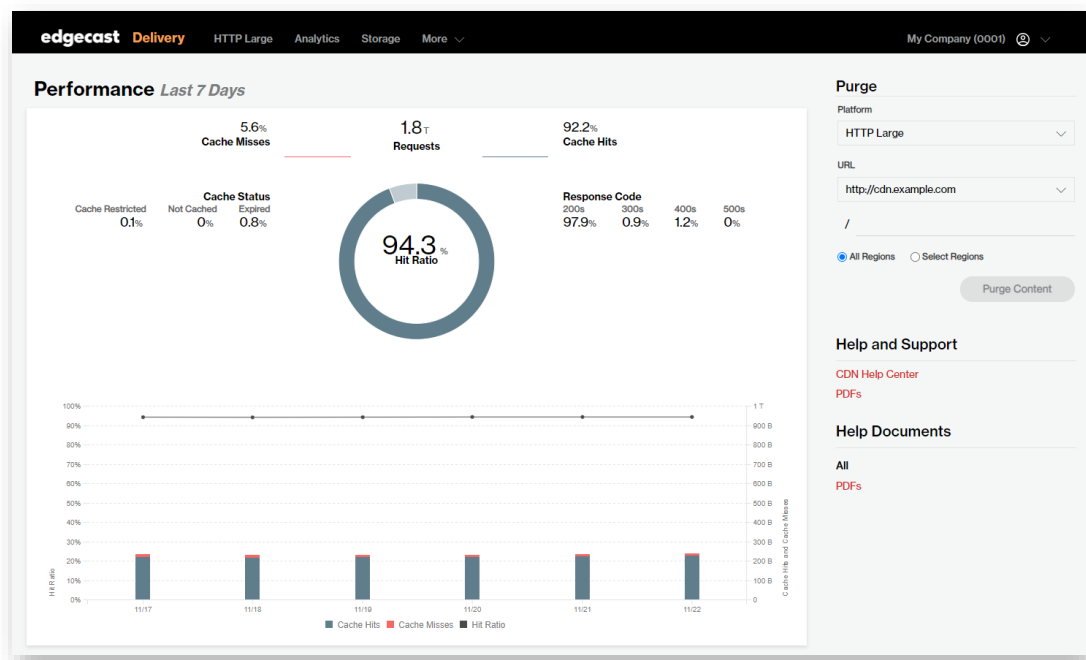 edgecast Delivery HTTP Large Analytics Storage More My Company (0001)
Performance Last 7 Days
5.6%
Cache Misses
1.8 T
Requests
92.2%
Cache Hits
Cache Status
Cache Restricted Not Cached Expired
0.1% 0% 0.8%
94.3 %
Hit Ratio
Response Code
200s 300s 400s 500s
97.9% 0.9% 1.2% 0%
100% 1 T
90% 900 B
80% 800 B
70% 700 B
60% 600 B
50% 500 B
40% 400 B
30% 300 B
20% 200 B
10% 100 B
0% 0
Hit Ratio
Cache Hits and Cache Misses
11/17 11/18 11/19 11/20 11/21 11/22
Cache Hits Cache Misses Hit Ratio
Purge
Platform
HTTP Large
URL
http://cdn.example.com
/
All Regions Select Regions
Purge Content
Help and Support
CDN Help Center
PDFs
Help Documents
All
PDFs